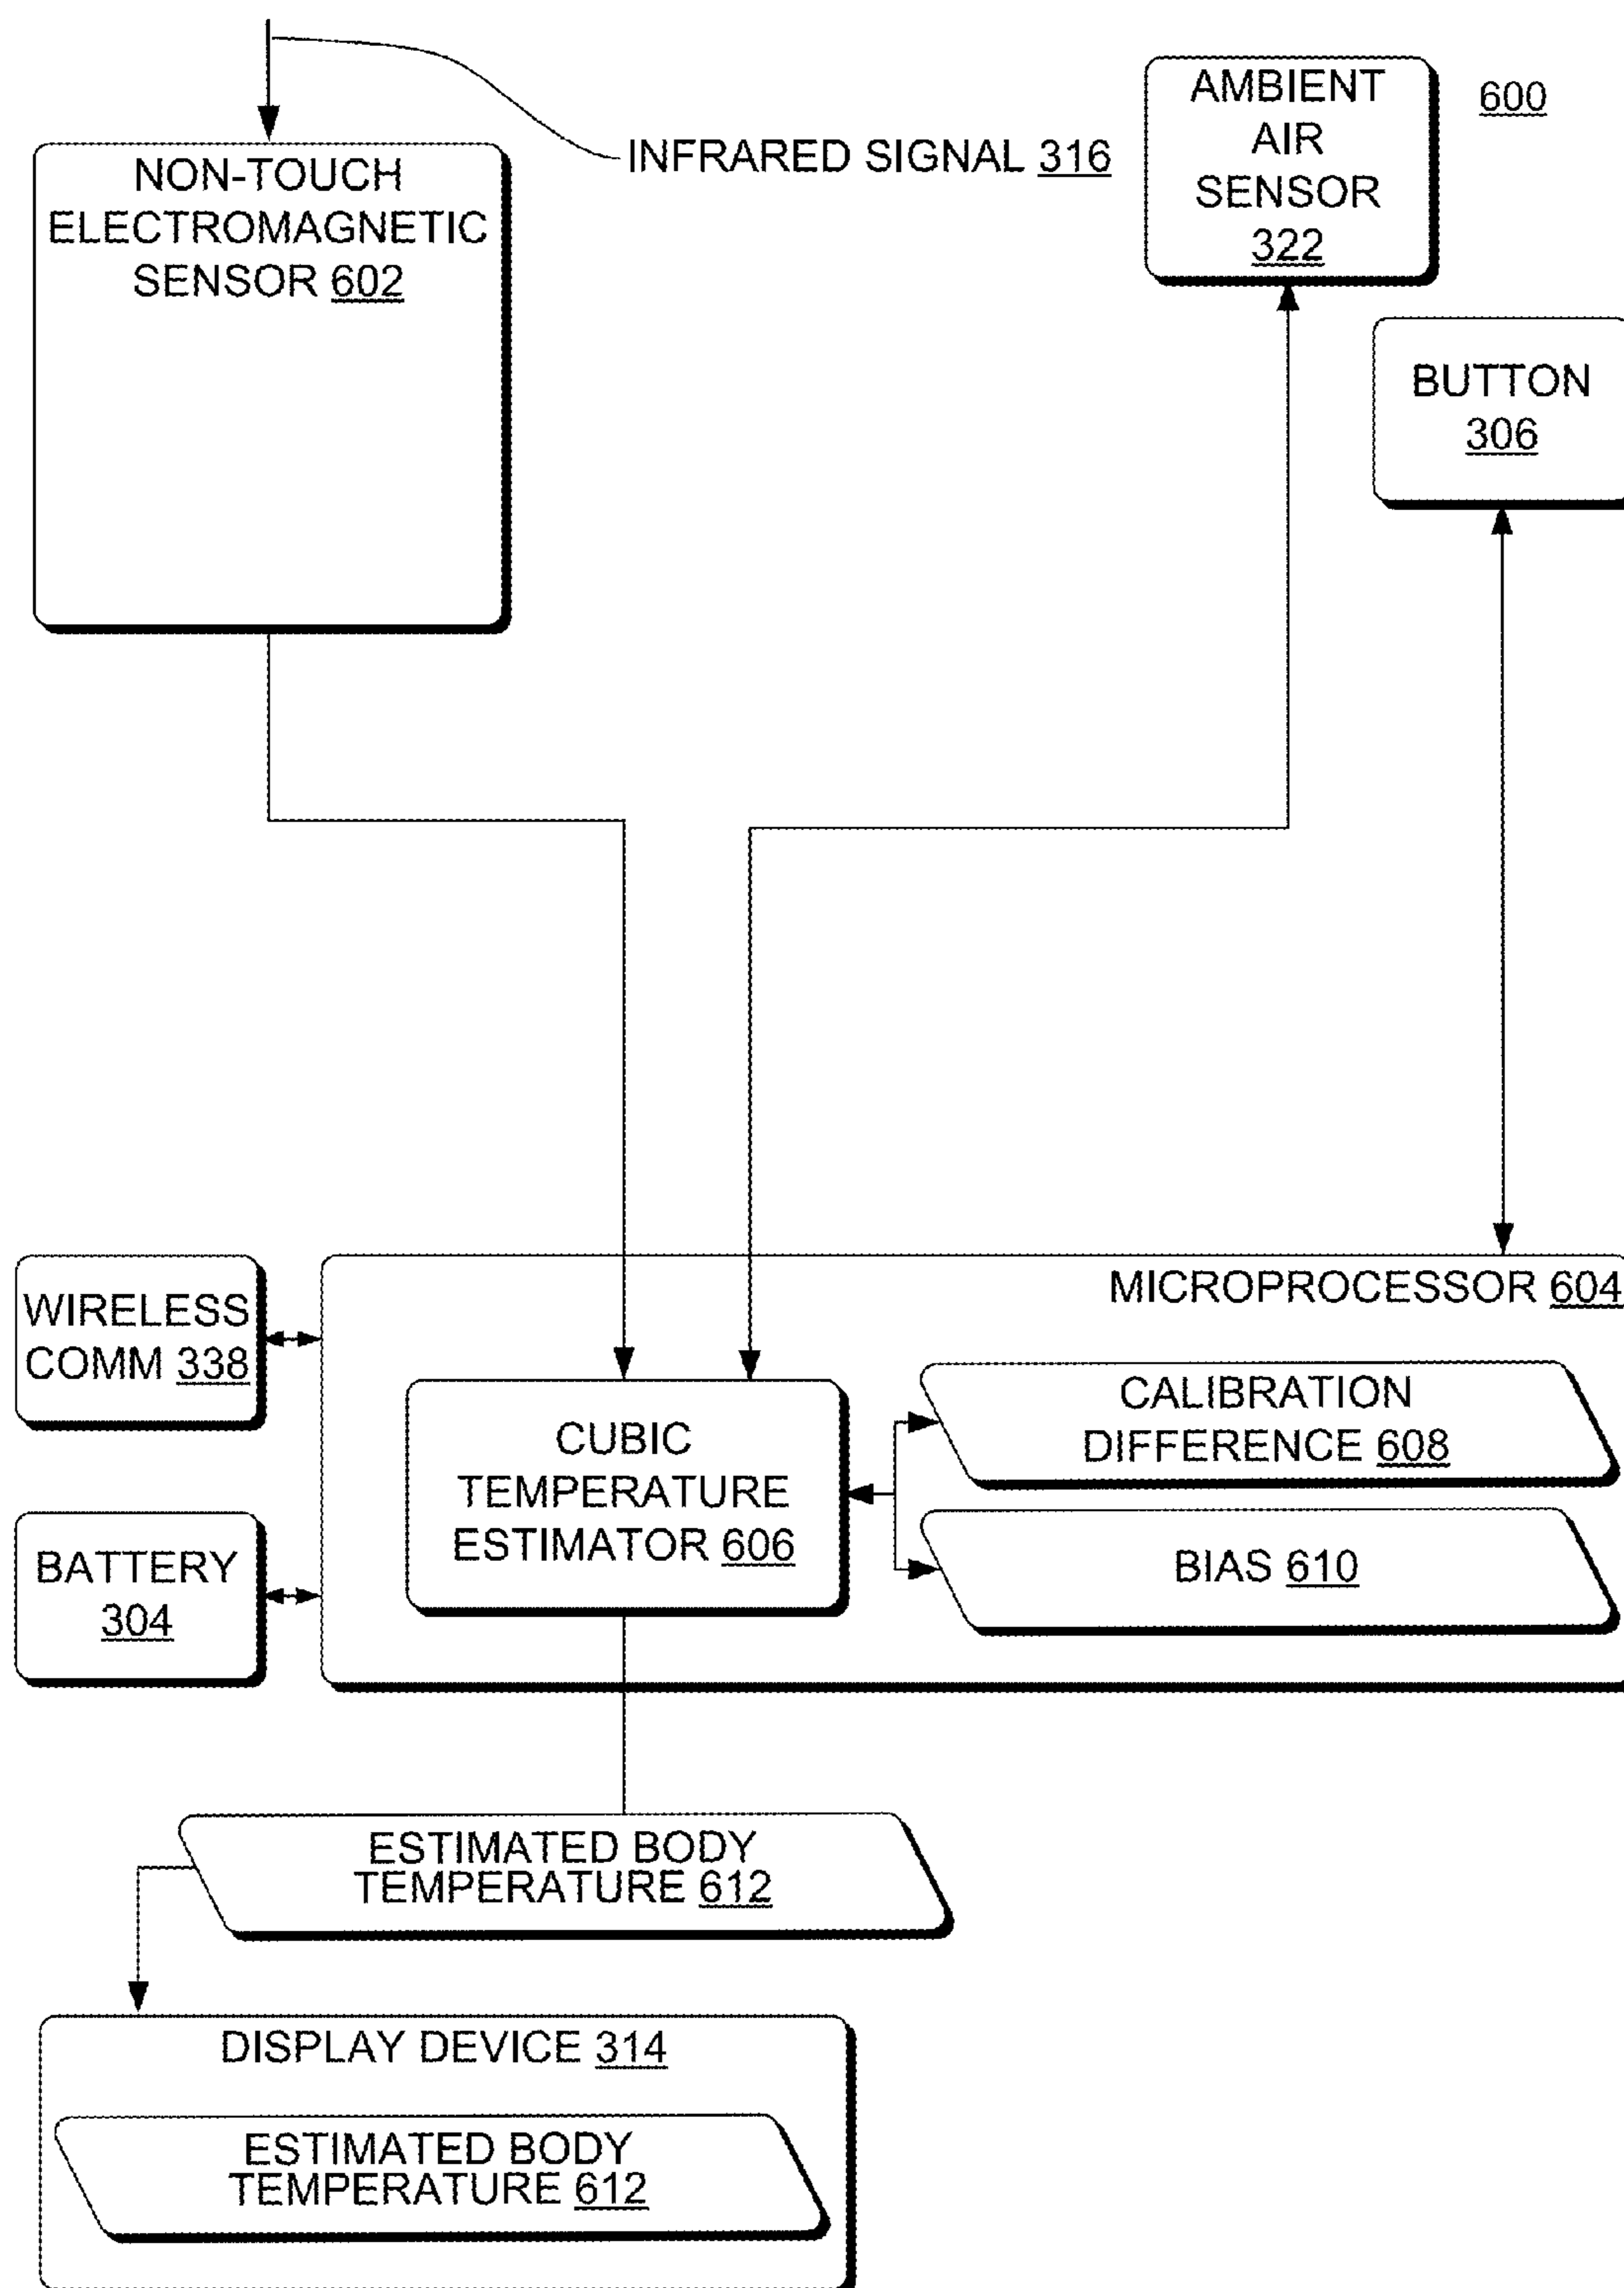 INFRARED SIGNAL 316
AMBIENT
AIR
SENSOR
322
600
NON-TOUCH
ELECTROMAGNETIC
SENSOR 602
BUTTON
306
WIRELESS
COMM 338
MICROPROCESSOR 604
CUBIC
TEMPERATURE
ESTIMATOR 606
CALIBRATION
DIFFERENCE 608
BIAS 610
BATTERY
304
ESTIMATED BODY
TEMPERATURE 612
DISPLAY DEVICE 314
ESTIMATED BODY
TEMPERATURE 612